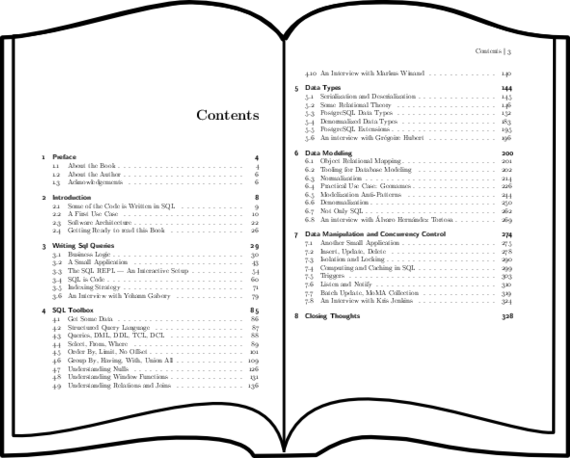 Contents
1 Preface 4
1.1 About the Book 4
1.2 About the Author 6
1.3 Acknowledgements 6
2 Introduction 8
2.1 Some of the Code is Written in SQL 9
2.2 A First Use Case 10
2.3 Software Architecture 22
2.4 Getting Ready to read this Book 26
3 Writing Sql Queries 29
3.1 Business Logic 30
3.2 A Small Application 43
3.3 The SQL REPL — An Interactive Setup 54
3.4 SQL is Code 60
3.5 Indexing Strategy 71
3.6 An Interview with Yohann Gabory 79
4 SQL Toolbox 85
4.1 Get Some Data 86
4.2 Structured Query Language 87
4.3 Queries, DML, DDL, TCL, DCL 88
4.4 Select, From, Where 89
4.5 Order By, Limit, No Offset 101
4.6 Group By, Having, With, Union All 109
4.7 Understanding Nulls 126
4.8 Understanding Window Functions 131
4.9 Understanding Relations and Joins 136
Contents | 3
4.10 An Interview with Markus Winand 140
5 Data Types 144
5.1 Serialization and Deserialization 145
5.2 Some Relational Theory 146
5.3 PostgreSQL Data Types 152
5.4 Denormalized Data Types 183
5.5 PostgreSQL Extensions 195
5.6 An interview with Grégoire Hubert 196
6 Data Modeling 200
6.1 Object Relational Mapping 201
6.2 Tooling for Database Modeling 202
6.3 Normalization 214
6.4 Practical Use Case: Geonames 226
6.5 Modelization Anti-Patterns 244
6.6 Denormalization 250
6.7 Not Only SQL 262
6.8 An interview with Álvaro Hernández Tortosa 269
7 Data Manipulation and Concurrency Control 274
7.1 Another Small Application 275
7.2 Insert, Update, Delete 278
7.3 Isolation and Locking 290
7.4 Computing and Caching in SQL 299
7.5 Triggers 303
7.6 Listen and Notify 310
7.7 Batch Update, MoMA Collection 319
7.8 An Interview with Kris Jenkins 324
8 Closing Thoughts 328